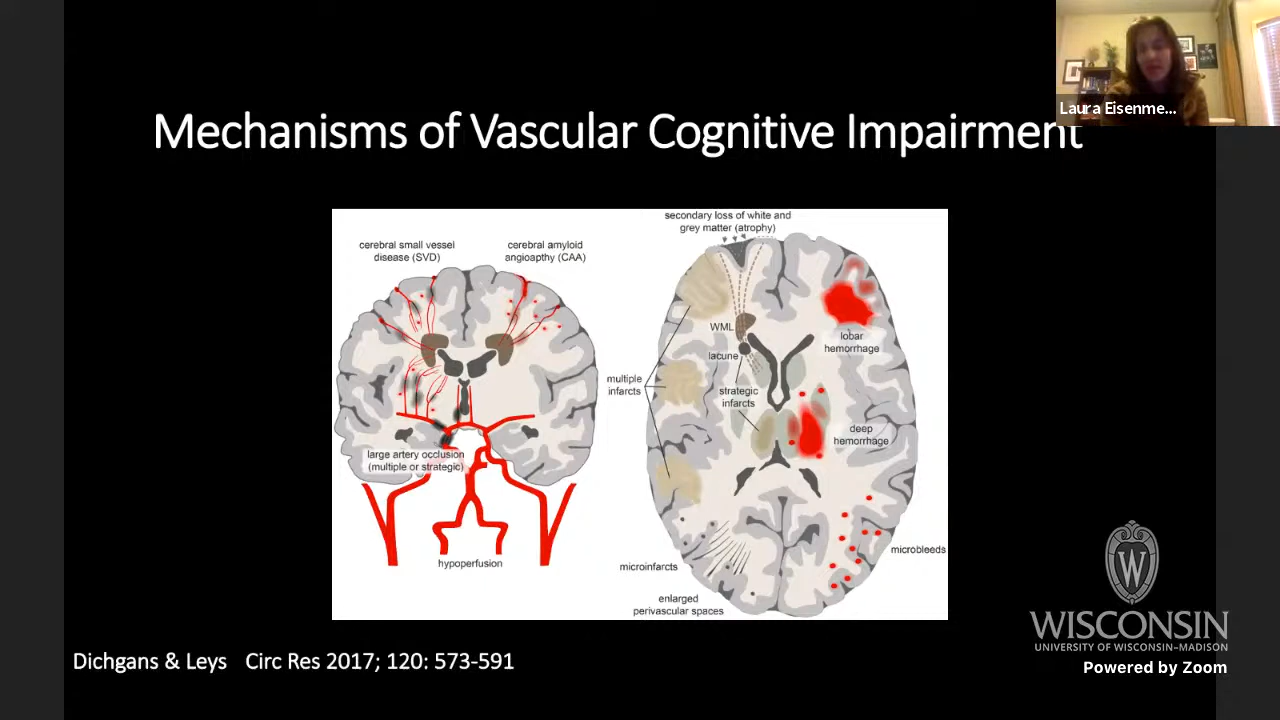 Laura Eisenme...
Mechanisms of Vascular Cognitive Impairment
cerebral small vessel
disease (SVD)
cerebral amyloid
angioapthy (CAA)
large artery occlusion
(multiple or strategic)
hypoperfusion
secondary loss of white and
grey matter (atrophy)
WML
lacune
multiple
infarcts
strategic
infarcts
lobar
hemorrhage
deep
hemorrhage
microbleeds
microinfarcts
enlarged
perivascular spaces
W
WISCONSIN
UNIVERSITY OF WISCONSIN–MADISON
Powered by Zoom
Dichgans & Leys Circ Res 2017; 120: 573-591